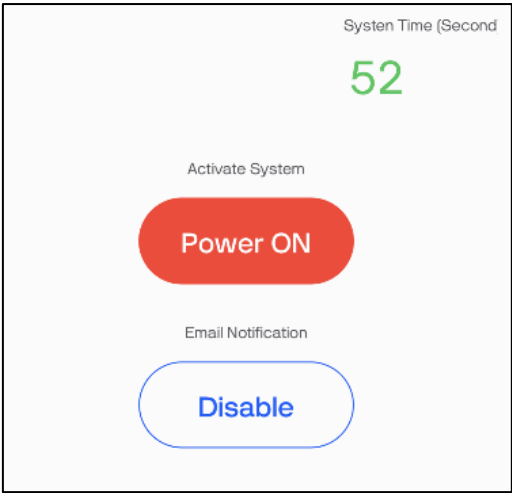 Systen Time (Second
52
Activate System
Power ON
Email Notification
Disable